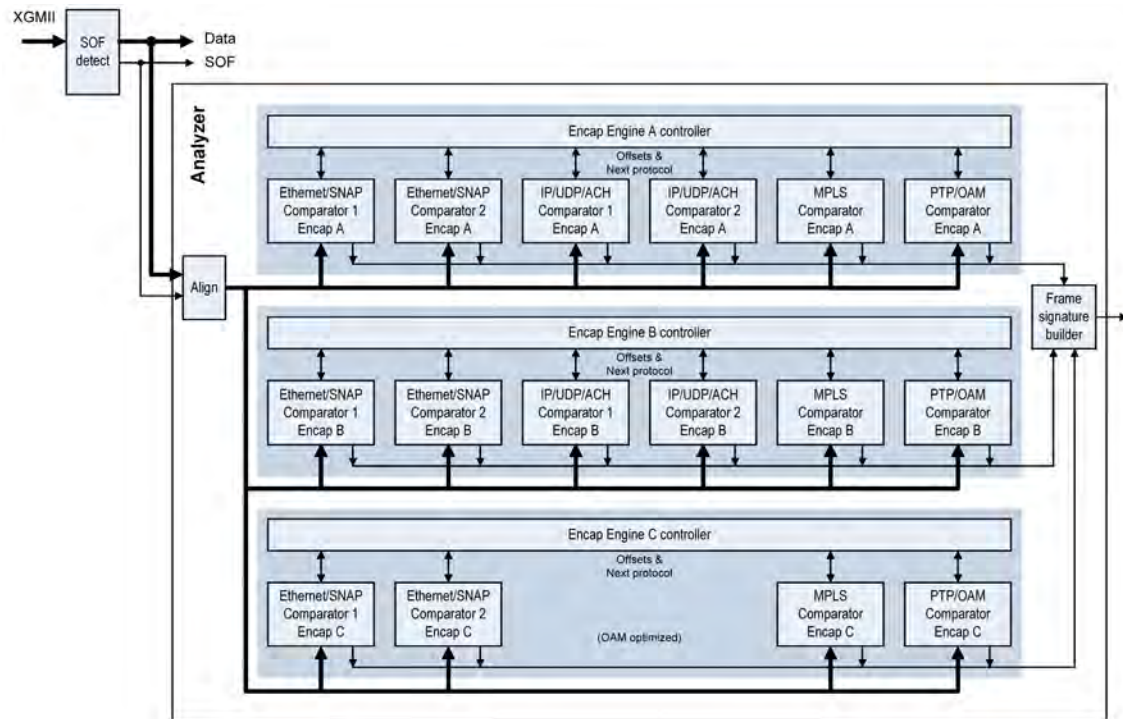 XGMII
SOF
detect
Data
SOF
Analyzer
Align
Encap Engine A controller
Offsets &
Next protocol
Ethernet/SNAP
Comparator 1
Encap A
Ethernet/SNAP
Comparator 2
Encap A
IP/UDP/ACH
Comparator 1
Encap A
IP/UDP/ACH
Comparator 2
Encap A
MPLS
Comparator
Encap A
PTP/OAM
Comparator
Encap A
Frame
signature
builder
Encap Engine B controller
Offsets &
Next protocol
Ethernet/SNAP
Comparator 1
Encap B
Ethernet/SNAP
Comparator 2
Encap B
IP/UDP/ACH
Comparator 1
Encap B
IP/UDP/ACH
Comparator 2
Encap B
MPLS
Comparator
Encap B
PTP/OAM
Comparator
Encap B
Encap Engine C controller
Offsets &
Next protocol
Ethernet/SNAP
Comparator 1
Encap C
Ethernet/SNAP
Comparator 2
Encap C
(OAM optimized)
MPLS
Comparator
Encap C
PTP/OAM
Comparator
Encap C